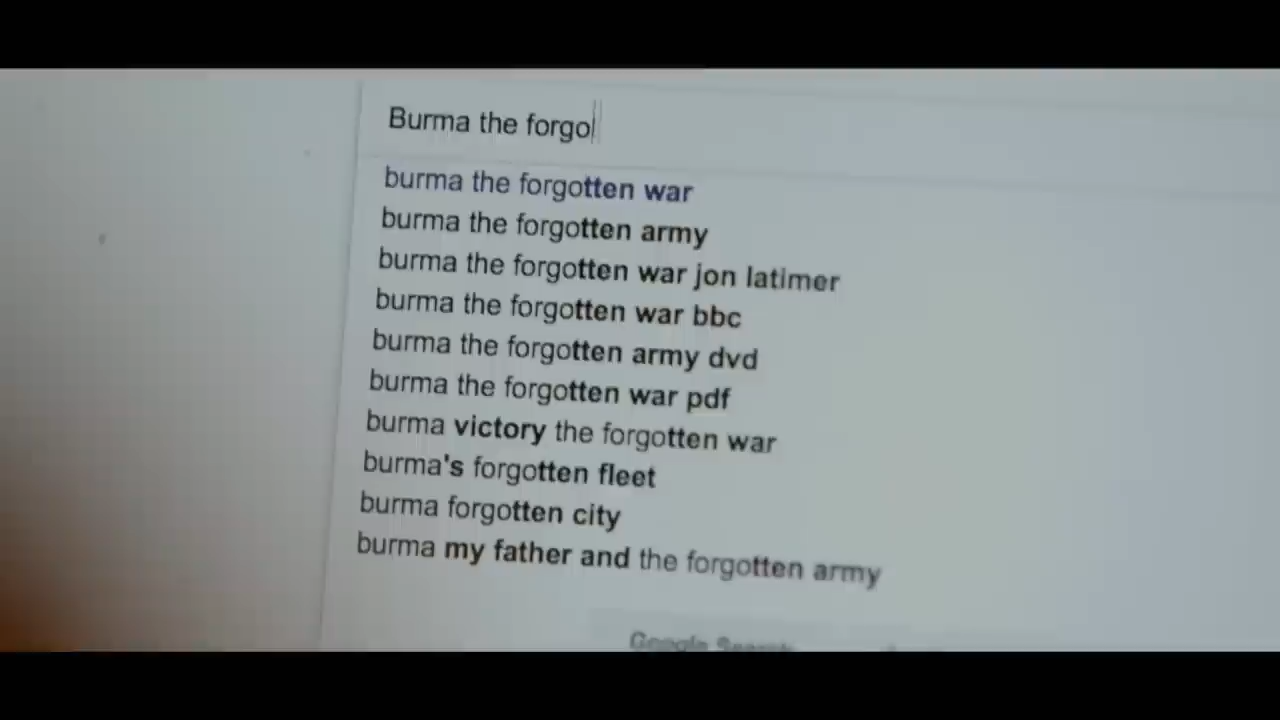 Burma the forgo
burma the forgotten war
burma the forgotten army
burma the forgotten war jon latimer
burma the forgotten war bbc
burma the forgotten army dvd
burma the forgotten war pdf
burma victory the forgotten war
burma's forgotten fleet
burma forgotten city
burma my father and the forgotten army
Google Search